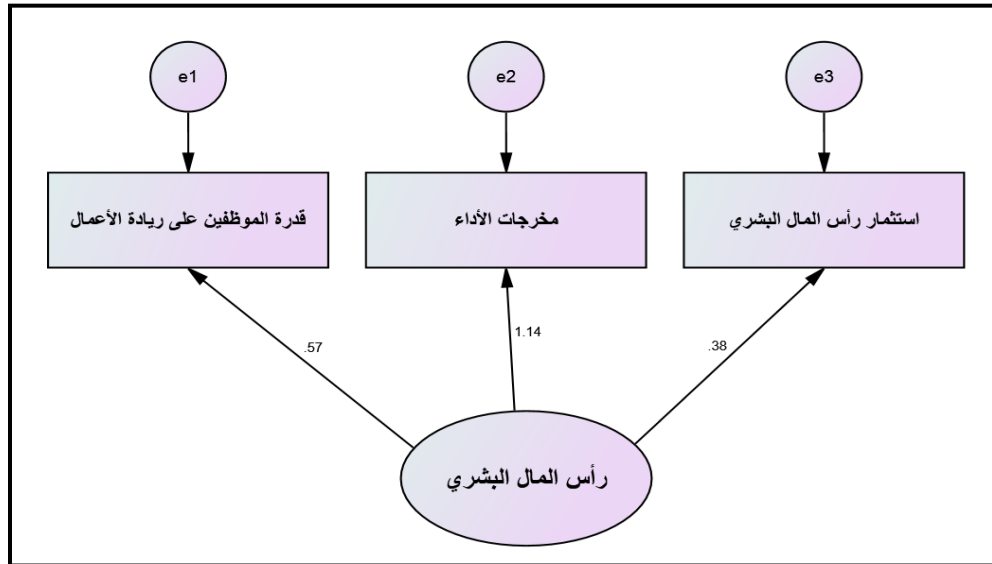 e1
e2
e3
قدرة الموظفين على ريادة الأعمال
مخرجات الأداء
استثمار رأس المال البشري
.57
1.14
.38
رأس المال البشري